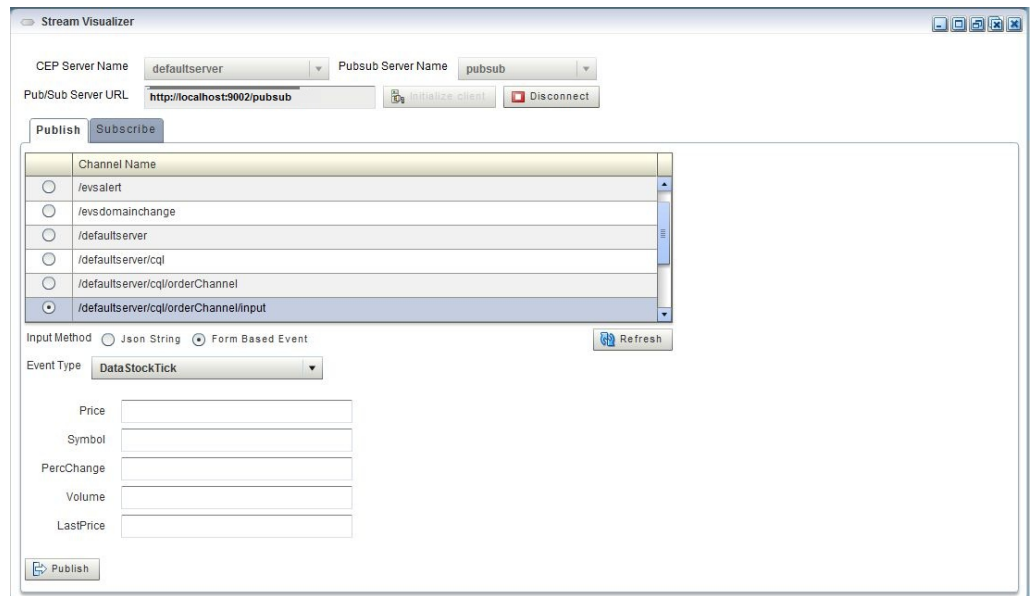 Stream Visualizer
CEP Server Name defaultserver Pubsub Server Name pubsub
Pub/Sub Server URL http://localhost:9002/pubsub Initialize client Disconnect
Publish Subscribe
Channel Name
/evsalert
/evsdomainchange
/defaultserver
/defaultserver/cql
/defaultserver/cql/orderChannel
/defaultserver/cql/orderChannel/input
Input Method Json String Form Based Event Refresh
Event Type DataStockTick
Price
Symbol
PercChange
Volume
LastPrice
Publish